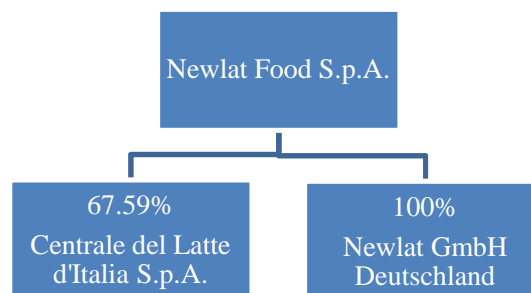 Newlat Food S.p.A.
67.59%
Centrale del Latte
d'Italia S.p.A.
100%
Newlat GmbH
Deutschland